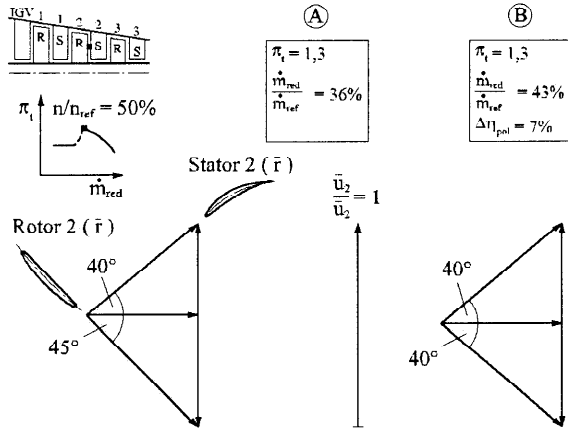 IGV 1 1 2 2 3 3
R S R S R S
A
B
π_t = 1,3
ṁ_red / ṁ_ref = 36%
π_t = 1,3
ṁ_red / ṁ_ref = 43%
Δη_pol = 7%
π_t
n/n_ref = 50%
ṁ_red
Stator 2 ( r̄ )
ū_2 / ū_2 = 1
Rotor 2 ( r̄ )
40°
45°
40°
40°